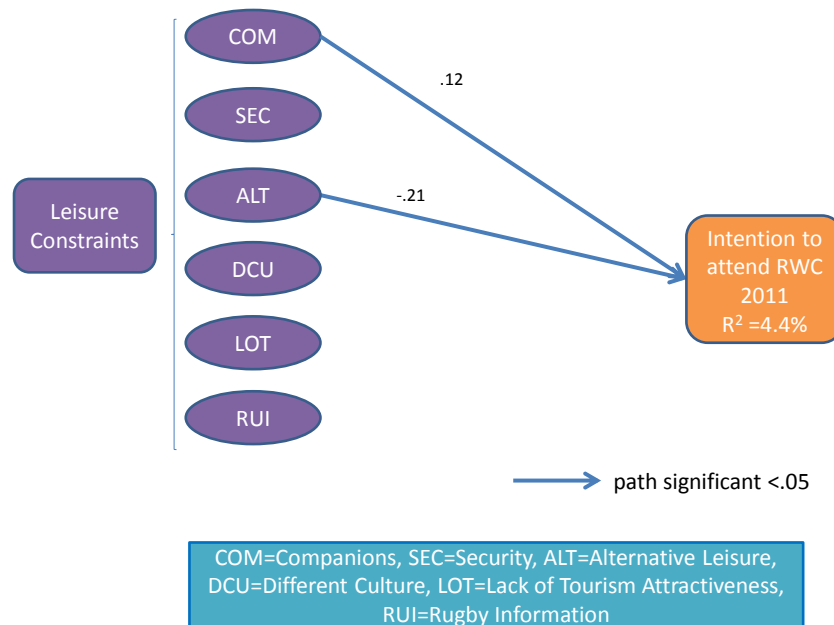 COM
.12
SEC
ALT
-.21
Leisure
Constraints
DCU
Intention to
attend RWC
2011
R² =4.4%
LOT
RUI
path significant <.05
COM=Companions, SEC=Security, ALT=Alternative Leisure,
DCU=Different Culture, LOT=Lack of Tourism Attractiveness,
RUI=Rugby Information